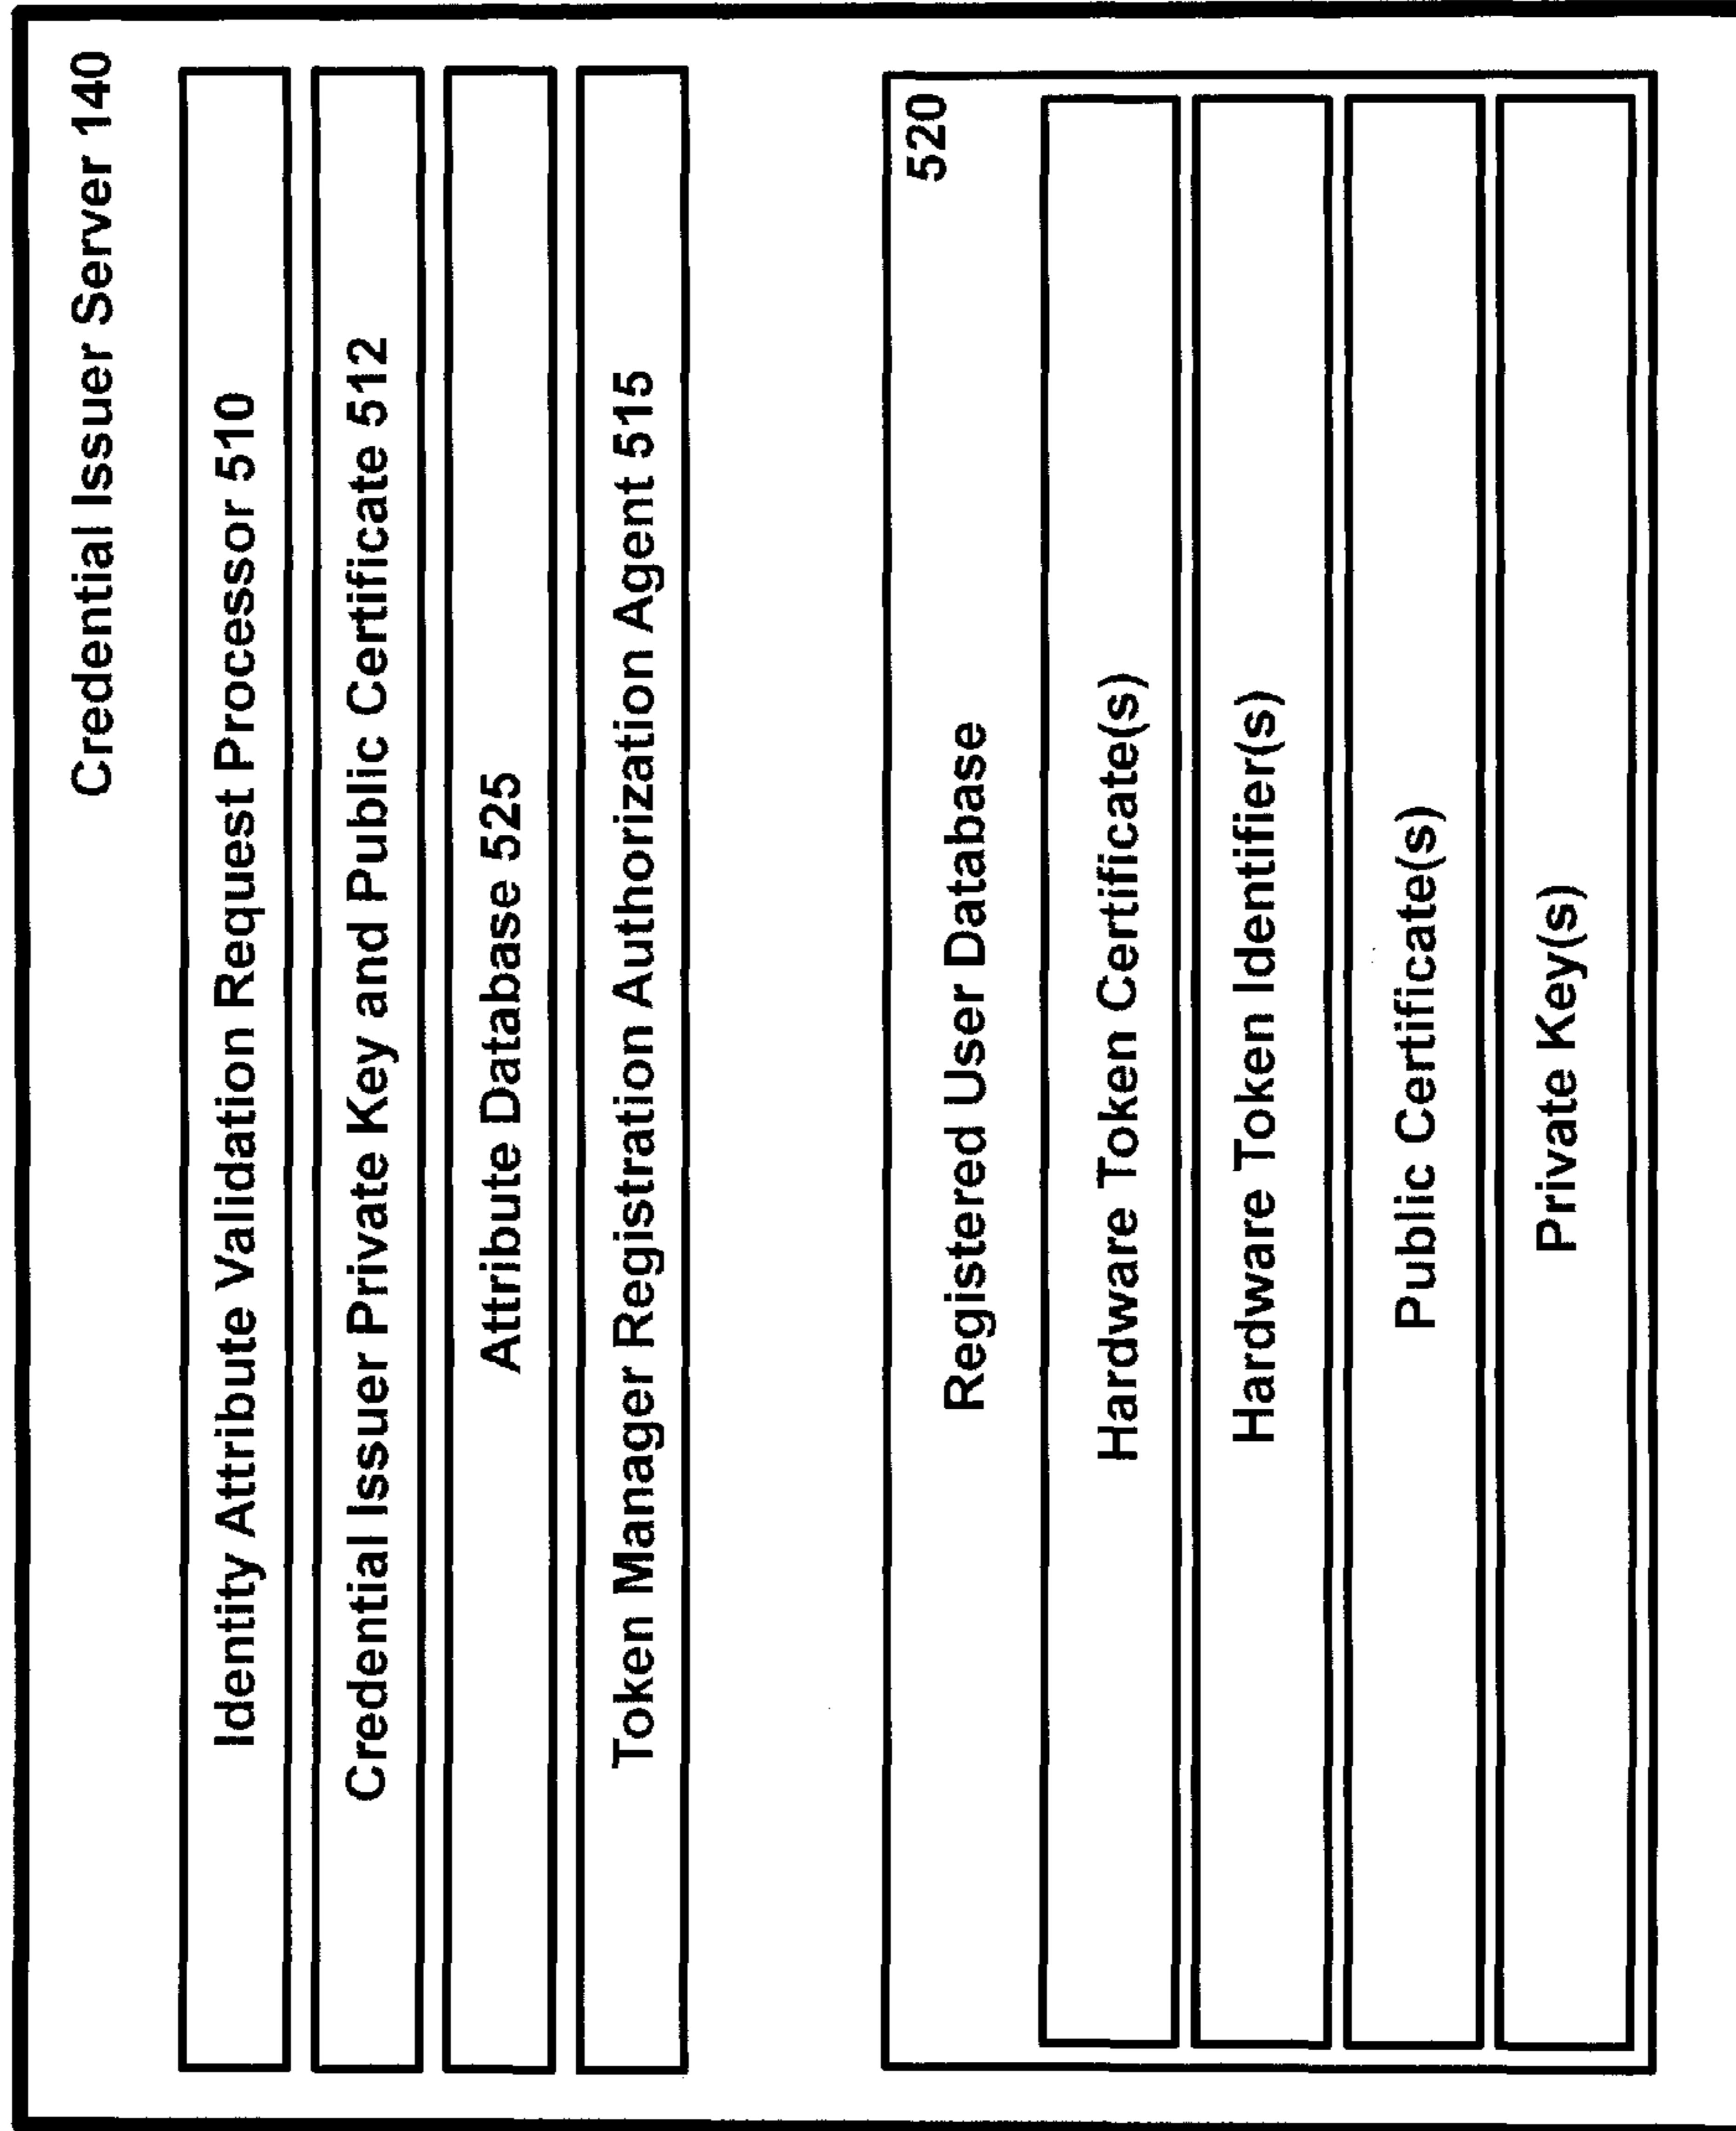 Credential Issuer Server 140
Identity Attribute Validation Request Processor 510
Credential Issuer Private Key and Public Certificate 512
Attribute Database 525
Token Manager Registration Authorization Agent 515
520
Registered User Database
Hardware Token Certificate(s)
Hardware Token Identifier(s)
Public Certificate(s)
Private Key(s)